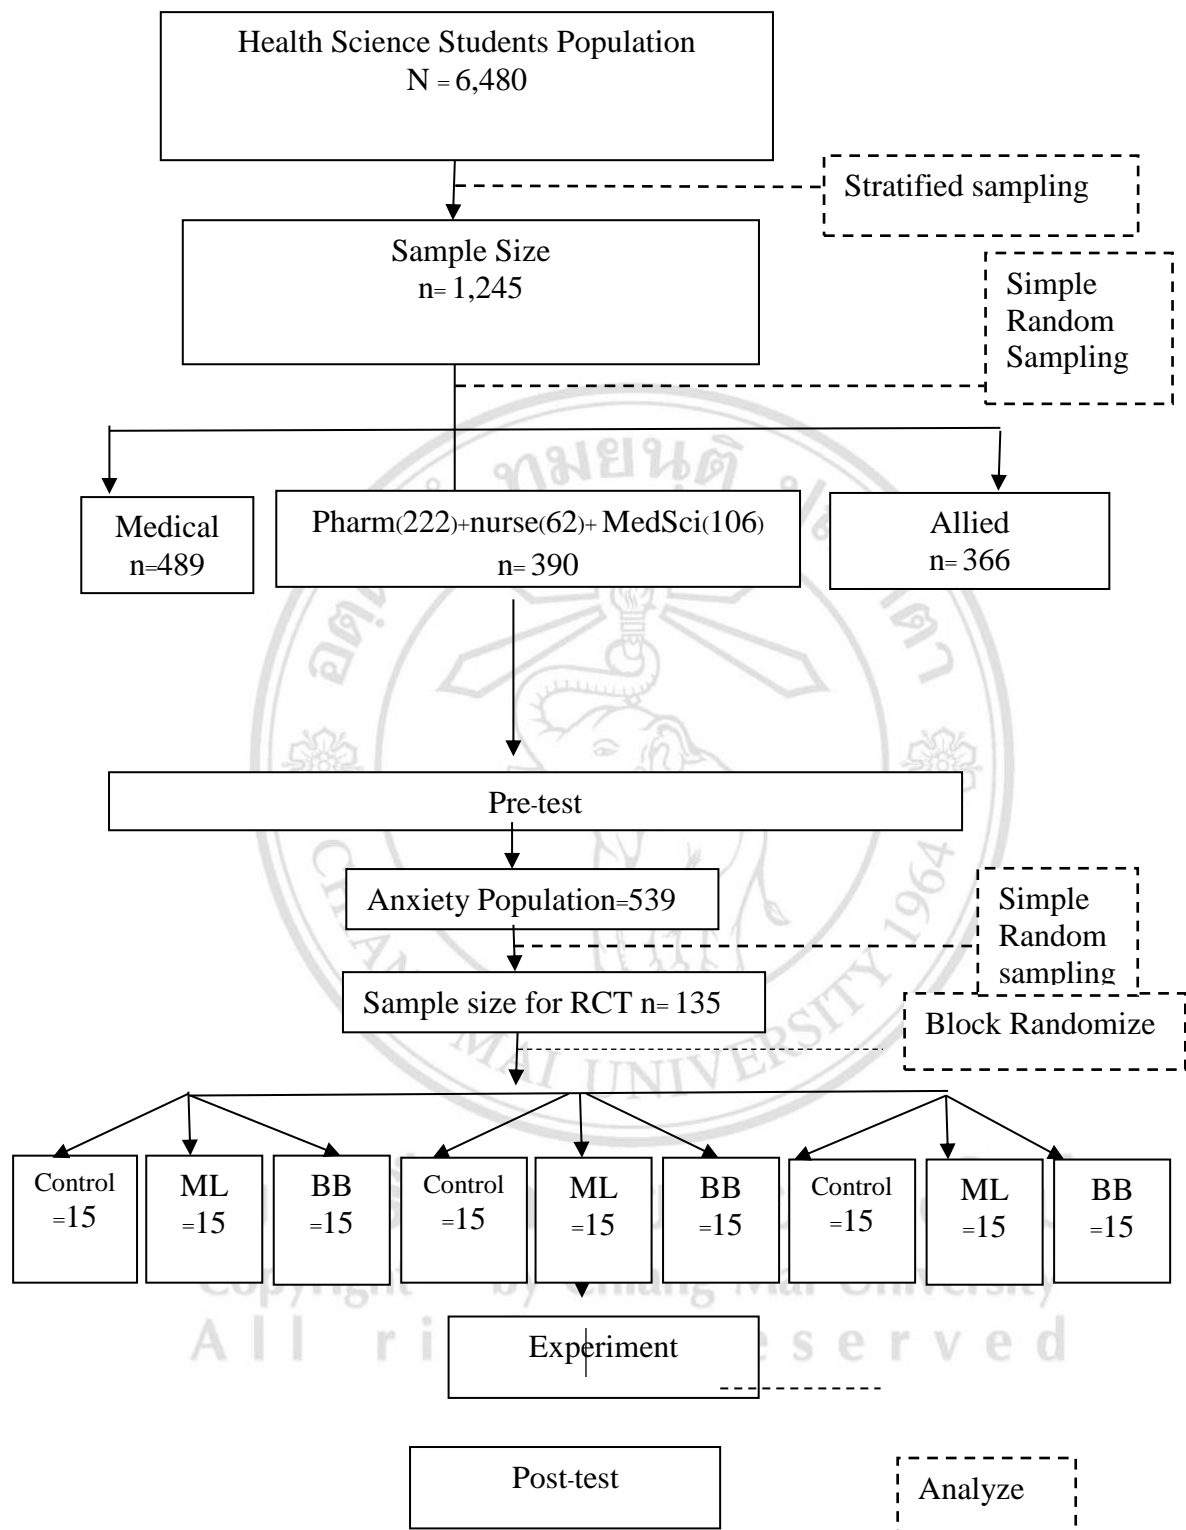 Health Science Students Population
N = 6,480
Stratified sampling
Sample Size
n= 1,245
Simple
Random
Sampling
Medical
n=489
Pharm(222)+nurse(62)+ MedSci(106)
n= 390
Allied
n= 366
Pre-test
Anxiety Population=539
Simple
Random
sampling
Sample size for RCT n= 135
Block Randomize
Control
=15
ML
=15
BB
=15
Control
=15
ML
=15
BB
=15
Control
=15
ML
=15
BB
=15
Experiment
Post-test
Analyze
MAI UNIVERSITY 1964
by Chiang Mai University
All